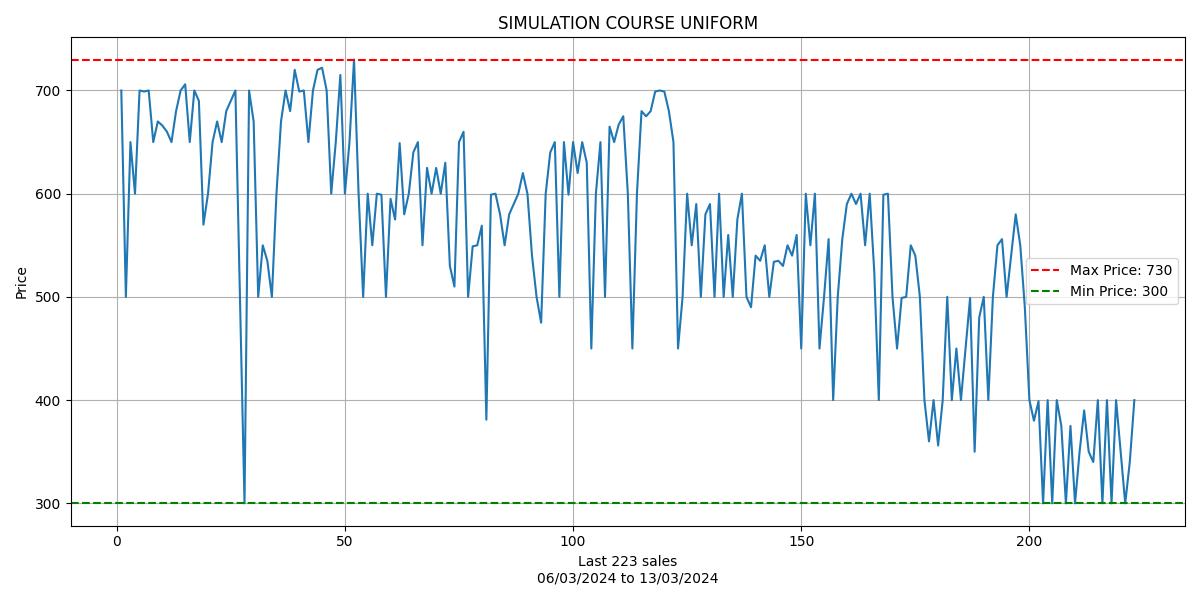 SIMULATION COURSE UNIFORM
Price
700
600
500
400
300
Max Price: 730
Min Price: 300
0 50 100 150 200
Last 223 sales
06/03/2024 to 13/03/2024